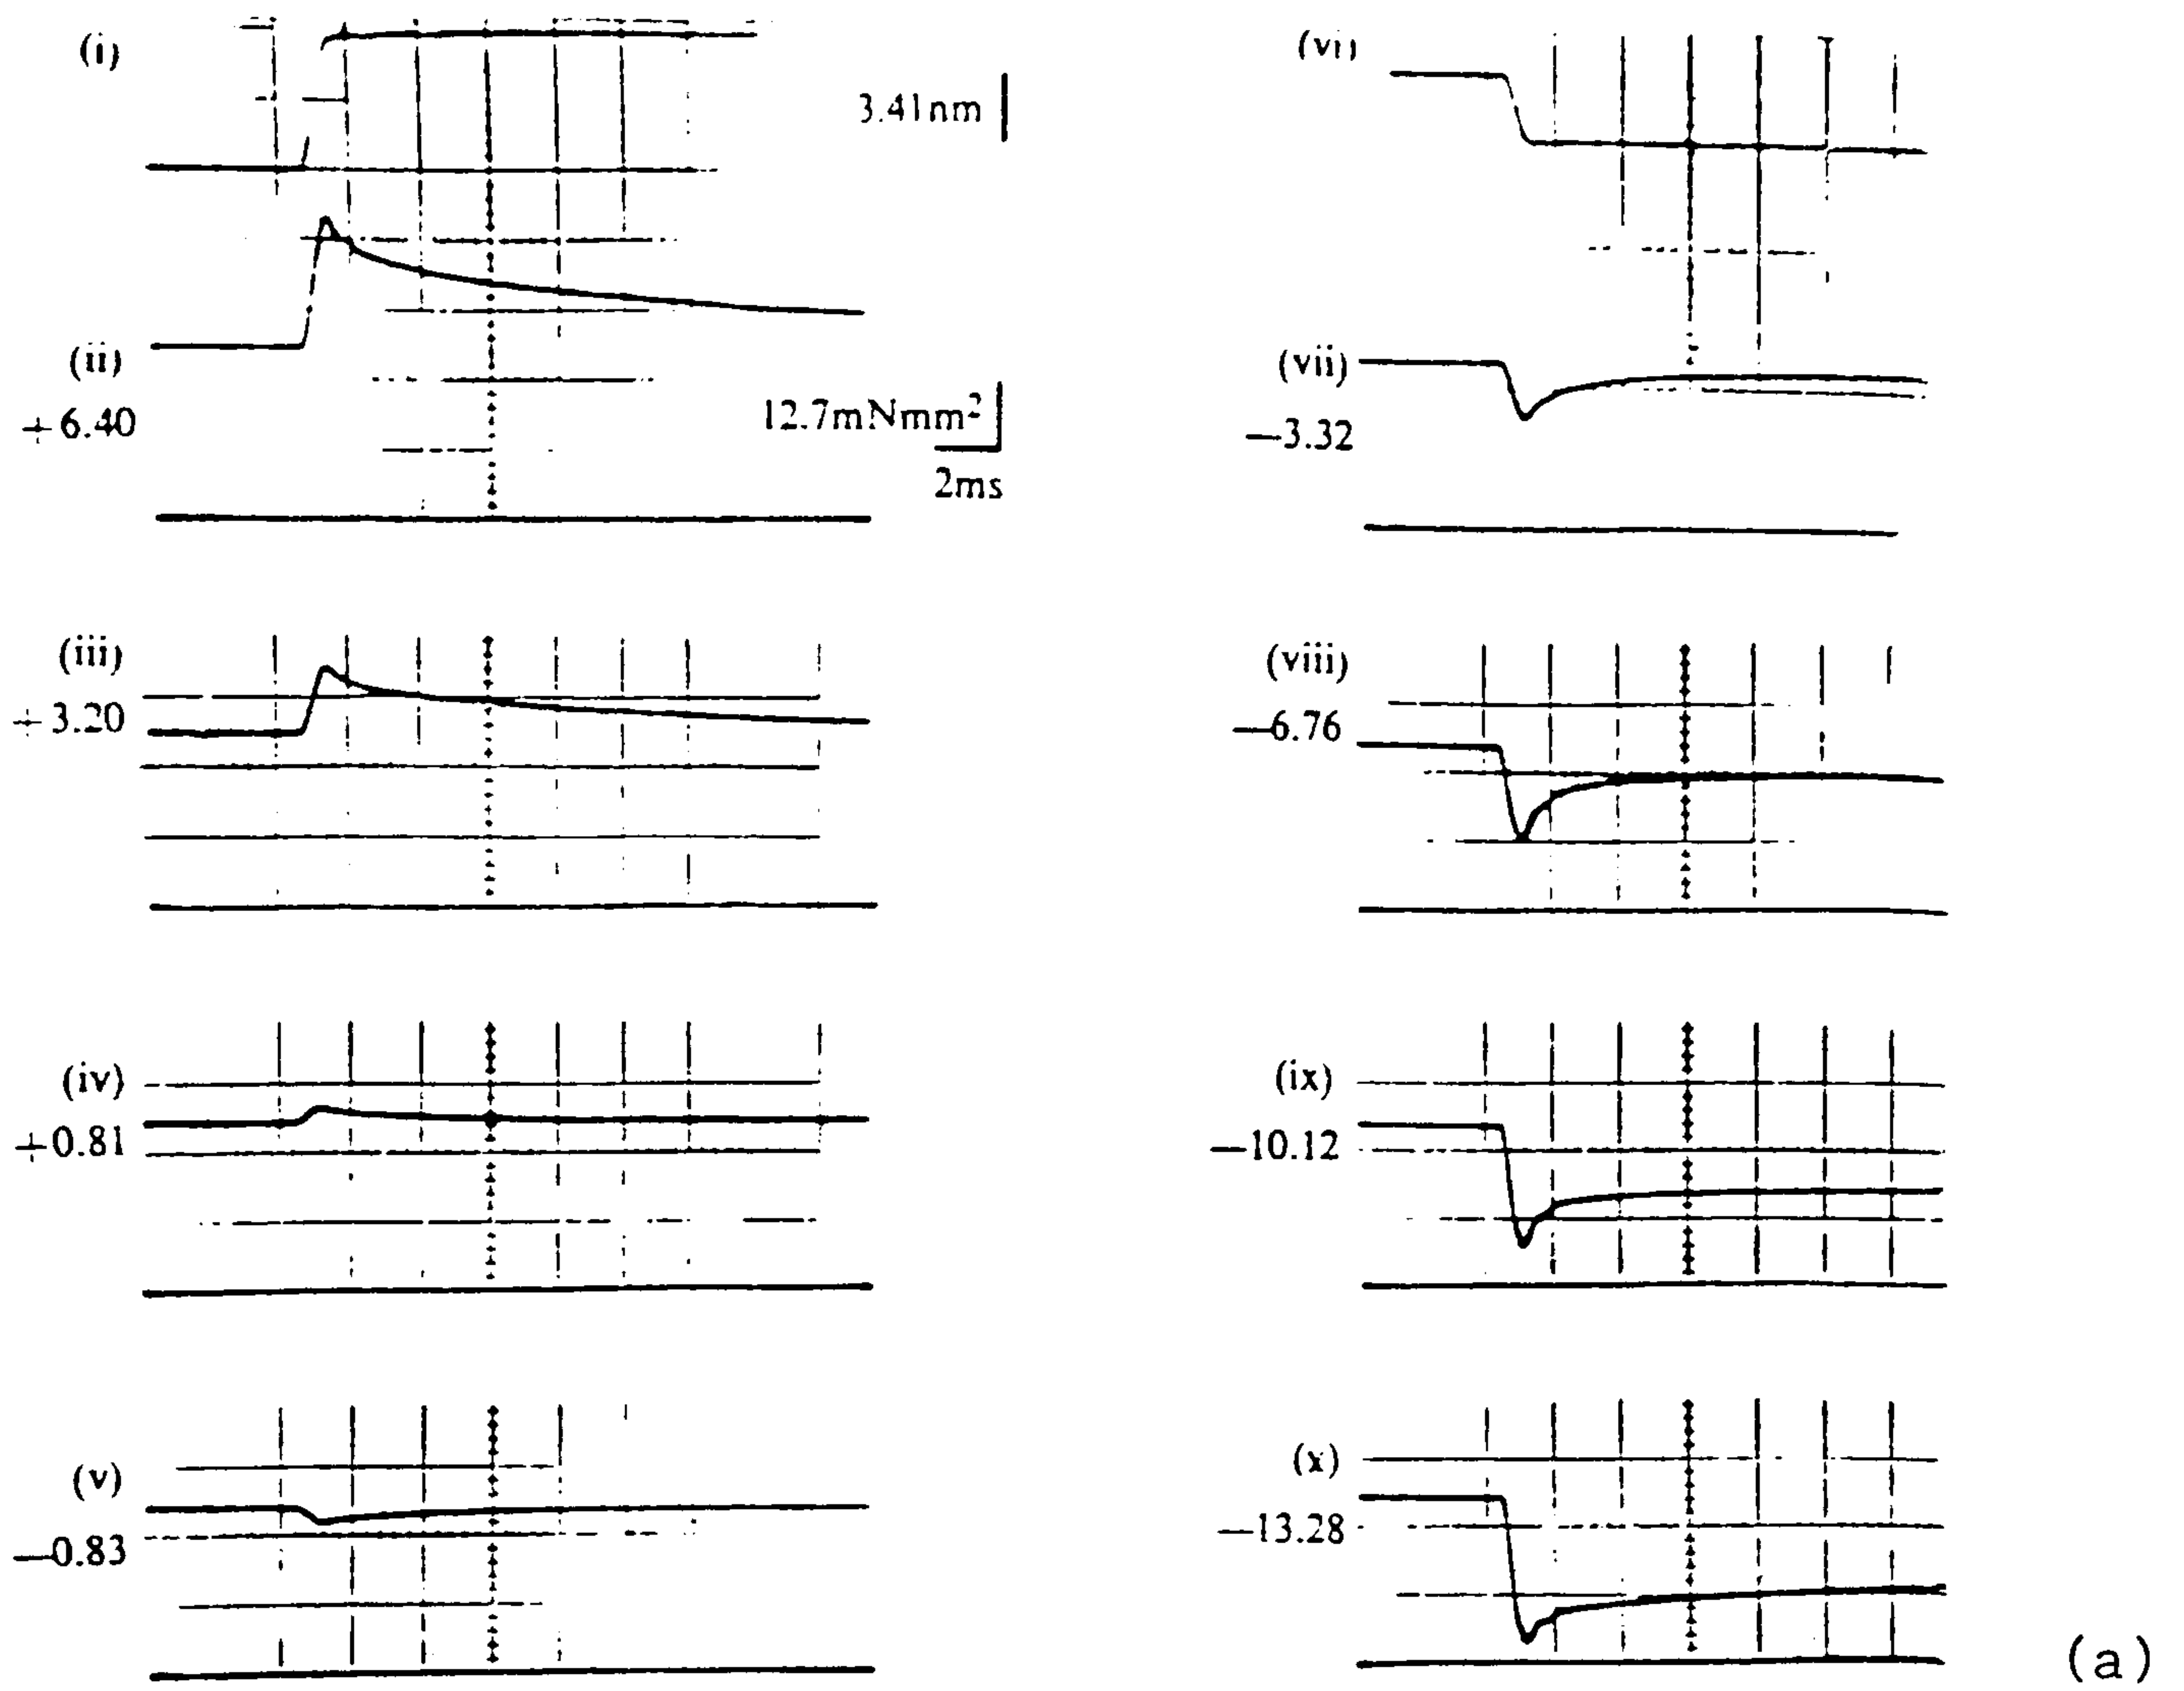 (i)
3.41nm
(ii)
+6.40
12.7mNmm²
2ms
(iii)
+3.20
(iv)
+0.81
(v)
—0.83
(vi)
(vii)
—3.32
(viii)
—6.76
(ix)
—10.12
(x)
—13.28
(a)